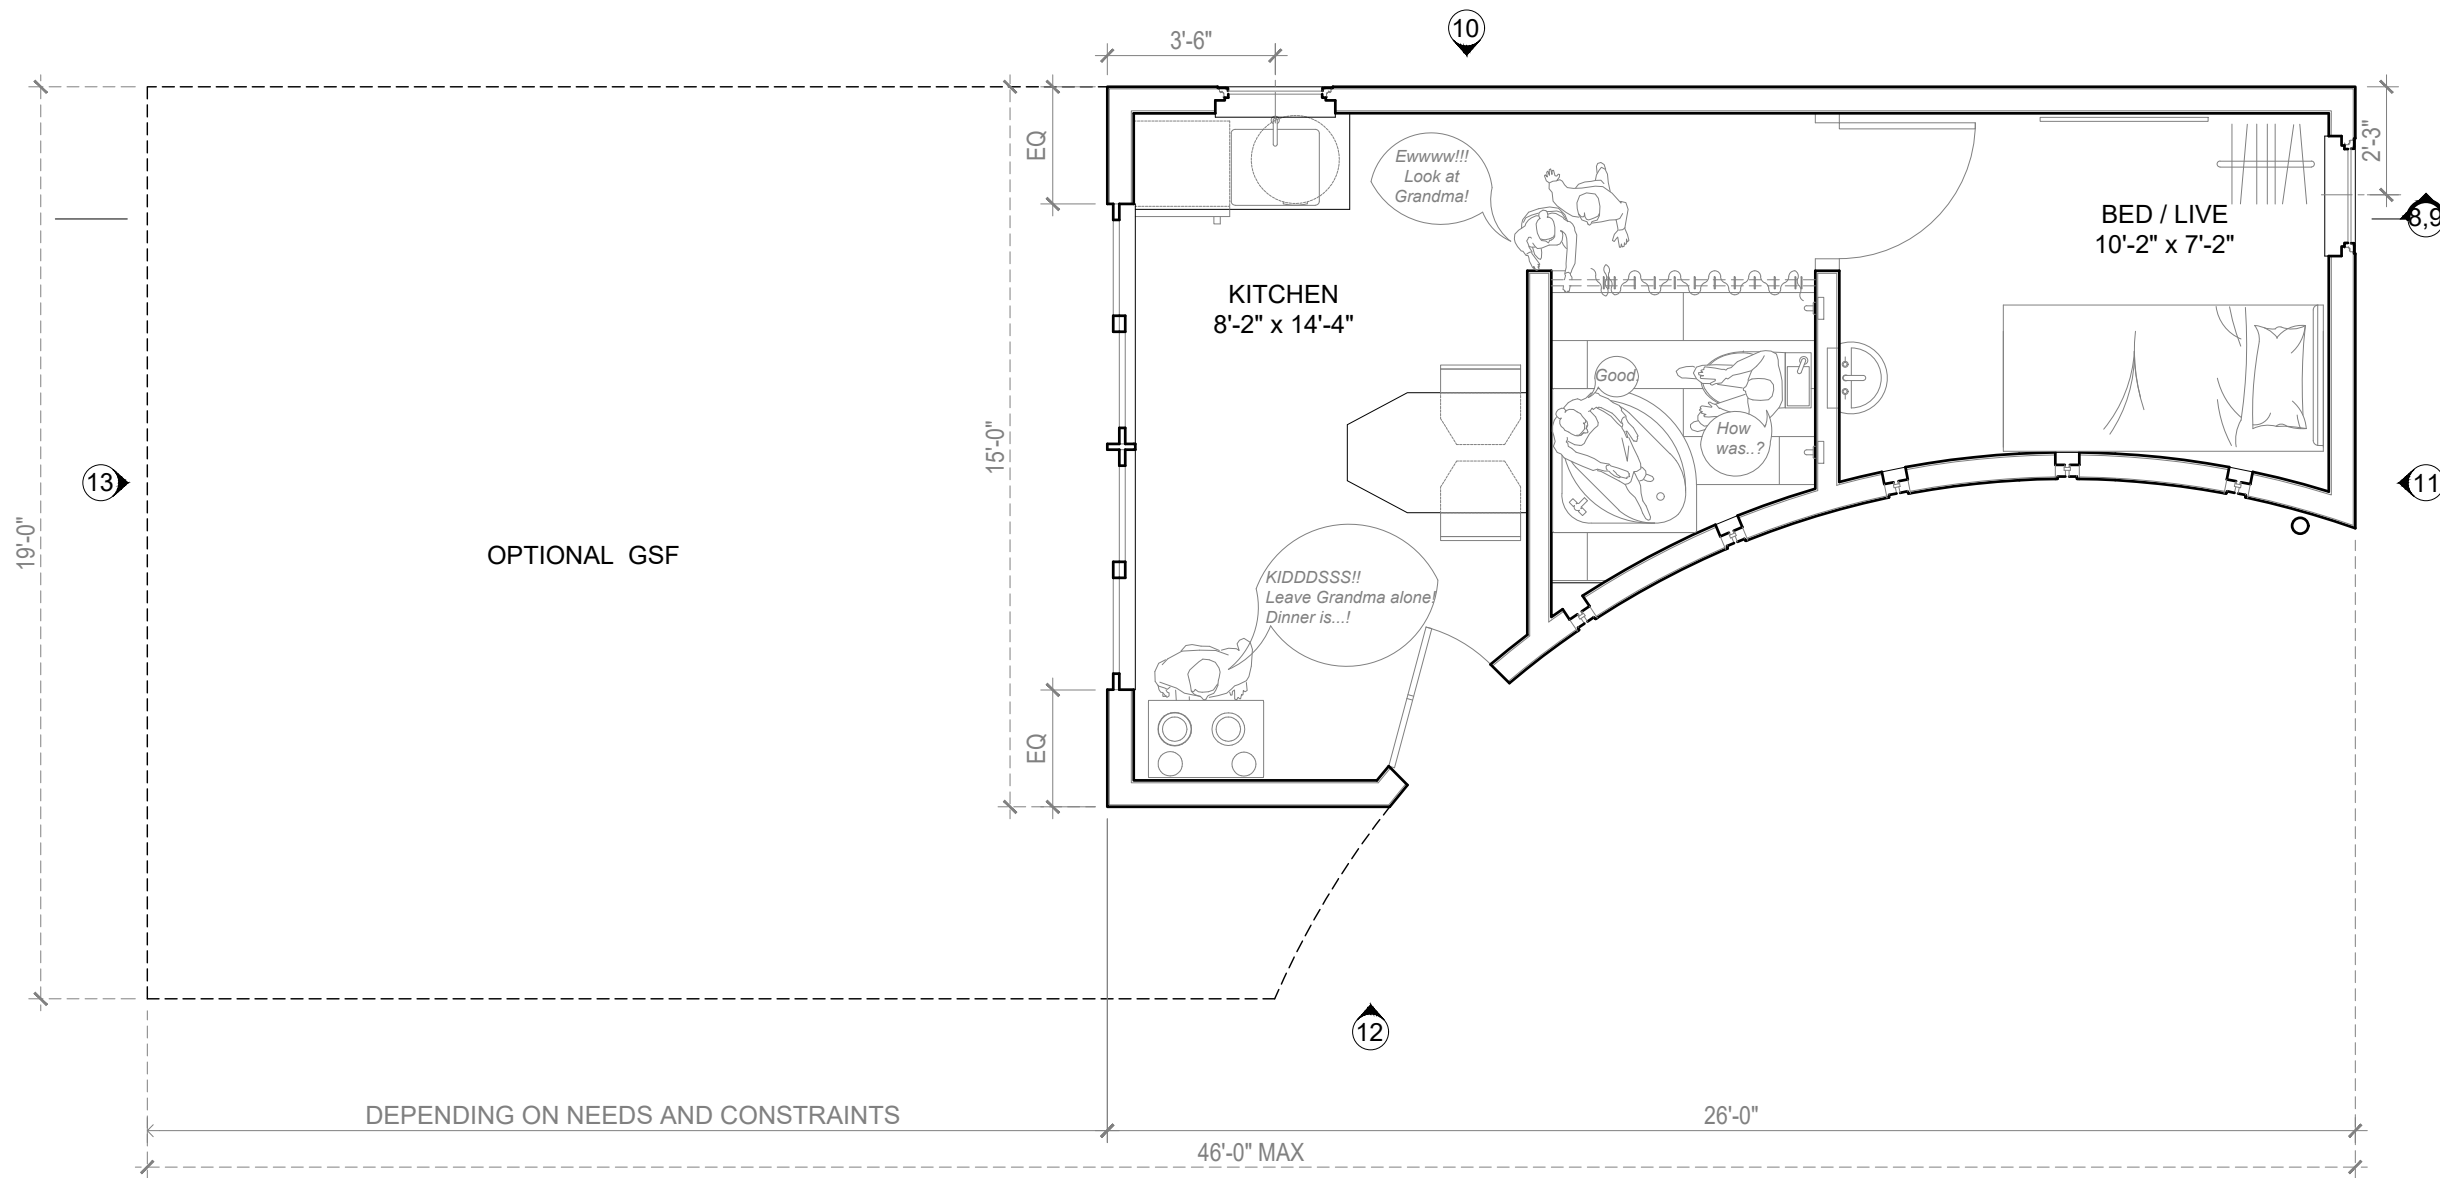 10
3'-6"
EQ
2'-3"
Ewwww!!!
Look at
Grandma!
BED / LIVE
10'-2" x 7'-2"
8,9
KITCHEN
8'-2" x 14'-4"
Good.
How
was..?
15'-0"
13
11
19'-0"
OPTIONAL GSF
KIDDDSSS!!
Leave Grandma alone!
Dinner is...!
EQ
12
DEPENDING ON NEEDS AND CONSTRAINTS
26'-0"
46'-0" MAX